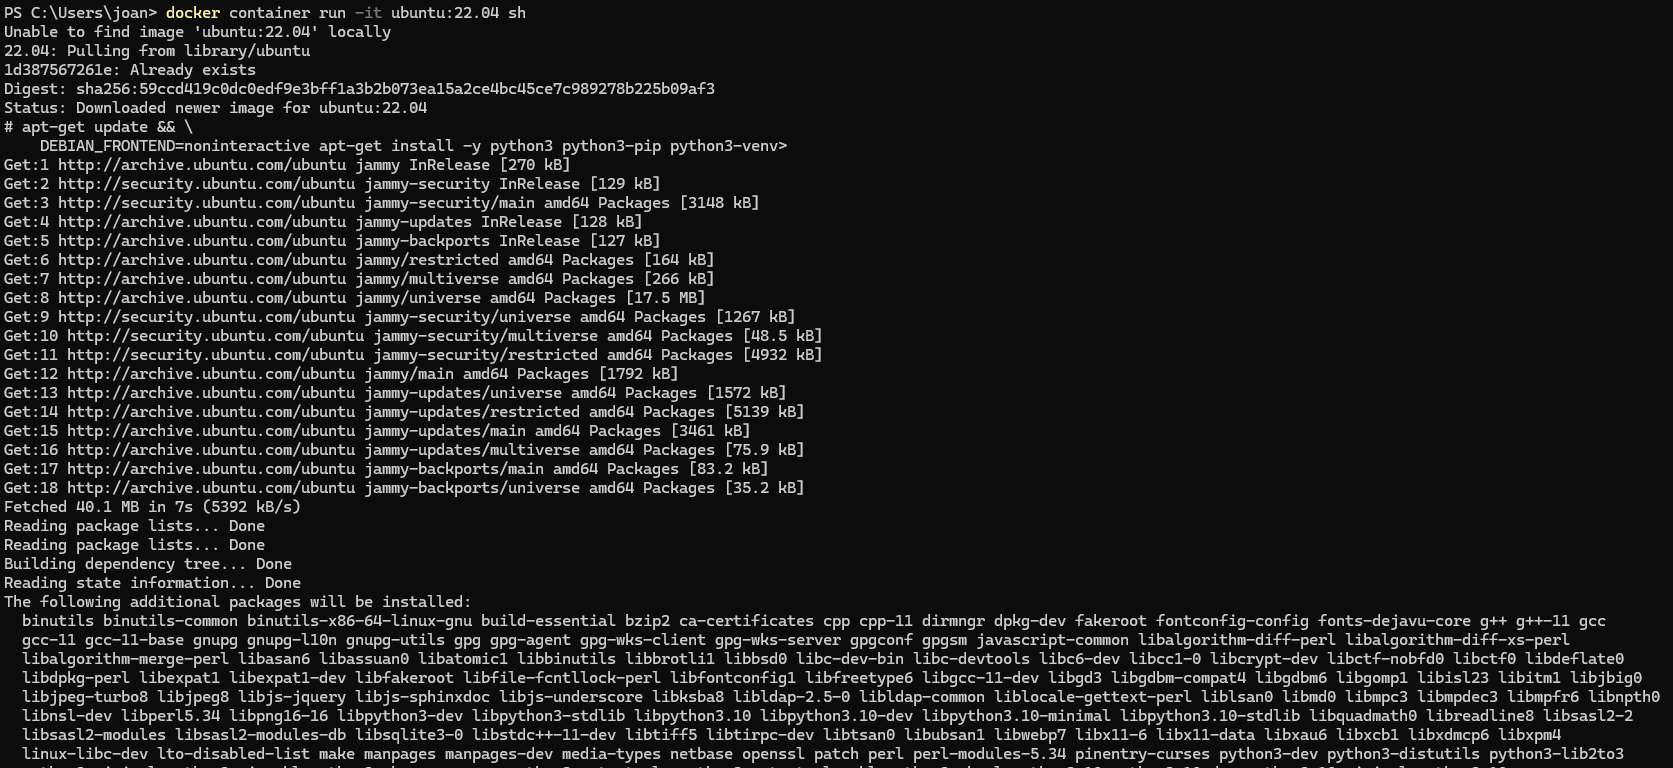 PS C:\Users\joan> docker container run -it ubuntu:22.04 sh
Unable to find image 'ubuntu:22.04' locally
22.04: Pulling from library/ubuntu
1d387567261e: Already exists
Digest: sha256:59ccd419c0dc0edf9e3bff1a3b2b073ea15a2ce4bc45ce7c989278b225b09af3
Status: Downloaded newer image for ubuntu:22.04
# apt-get update && \
    DEBIAN_FRONTEND=noninteractive apt-get install -y python3 python3-pip python3-venv>
Get:1 http://archive.ubuntu.com/ubuntu jammy InRelease [270 kB]
Get:2 http://security.ubuntu.com/ubuntu jammy-security InRelease [129 kB]
Get:3 http://security.ubuntu.com/ubuntu jammy-security/main amd64 Packages [3148 kB]
Get:4 http://archive.ubuntu.com/ubuntu jammy-updates InRelease [128 kB]
Get:5 http://archive.ubuntu.com/ubuntu jammy-backports InRelease [127 kB]
Get:6 http://archive.ubuntu.com/ubuntu jammy/restricted amd64 Packages [164 kB]
Get:7 http://archive.ubuntu.com/ubuntu jammy/multiverse amd64 Packages [266 kB]
Get:8 http://archive.ubuntu.com/ubuntu jammy/universe amd64 Packages [17.5 MB]
Get:9 http://security.ubuntu.com/ubuntu jammy-security/universe amd64 Packages [1267 kB]
Get:10 http://security.ubuntu.com/ubuntu jammy-security/multiverse amd64 Packages [48.5 kB]
Get:11 http://security.ubuntu.com/ubuntu jammy-security/restricted amd64 Packages [4932 kB]
Get:12 http://archive.ubuntu.com/ubuntu jammy/main amd64 Packages [1792 kB]
Get:13 http://archive.ubuntu.com/ubuntu jammy-updates/universe amd64 Packages [1572 kB]
Get:14 http://archive.ubuntu.com/ubuntu jammy-updates/restricted amd64 Packages [5139 kB]
Get:15 http://archive.ubuntu.com/ubuntu jammy-updates/main amd64 Packages [3461 kB]
Get:16 http://archive.ubuntu.com/ubuntu jammy-updates/multiverse amd64 Packages [75.9 kB]
Get:17 http://archive.ubuntu.com/ubuntu jammy-backports/main amd64 Packages [83.2 kB]
Get:18 http://archive.ubuntu.com/ubuntu jammy-backports/universe amd64 Packages [35.2 kB]
Fetched 40.1 MB in 7s (5392 kB/s)
Reading package lists... Done
Reading package lists... Done
Building dependency tree... Done
Reading state information... Done
The following additional packages will be installed:
  binutils binutils-common binutils-x86-64-linux-gnu build-essential bzip2 ca-certificates cpp cpp-11 dirmngr dpkg-dev fakeroot fontconfig-config fonts-dejavu-core g++ g++-11 gcc
  gcc-11 gcc-11-base gnupg gnupg-l10n gnupg-utils gpg gpg-agent gpg-wks-client gpg-wks-server gpgconf gpgsm javascript-common libalgorithm-diff-perl libalgorithm-diff-xs-perl
  libalgorithm-merge-perl libasan6 libassuan0 libatomic1 libbinutils libbrotli1 libbsd0 libc-dev-bin libc-devtools libc6-dev libcc1-0 libcrypt-dev libctf-nobfd0 libctf0 libdeflate0
  libdpkg-perl libexpat1 libexpat1-dev libfakeroot libfile-fcntllock-perl libfontconfig1 libfreetype6 libgcc-11-dev libgd3 libgdbm-compat4 libgdbm6 libgomp1 libisl23 libitm1 libjbig0
  libjpeg-turbo8 libjpeg8 libjs-jquery libjs-sphinxdoc libjs-underscore libksba8 libldap-2.5-0 libldap-common liblocale-gettext-perl liblsan0 libmd0 libmpc3 libmpdec3 libmpfr6 libnpth0
  libnsl-dev libperl5.34 libpng16-16 libpython3-dev libpython3-stdlib libpython3.10 libpython3.10-dev libpython3.10-minimal libpython3.10-stdlib libquadmath0 libreadline8 libsasl2-2
  libsasl2-modules libsasl2-modules-db libsqlite3-0 libstdc++-11-dev libtiff5 libtirpc-dev libtsan0 libubsan1 libwebp7 libx11-6 libx11-data libxau6 libxcb1 libxdmcp6 libxpm4
  linux-libc-dev lto-disabled-list make manpages manpages-dev media-types netbase openssl patch perl perl-modules-5.34 pinentry-curses python3-dev python3-distutils python3-lib2to3